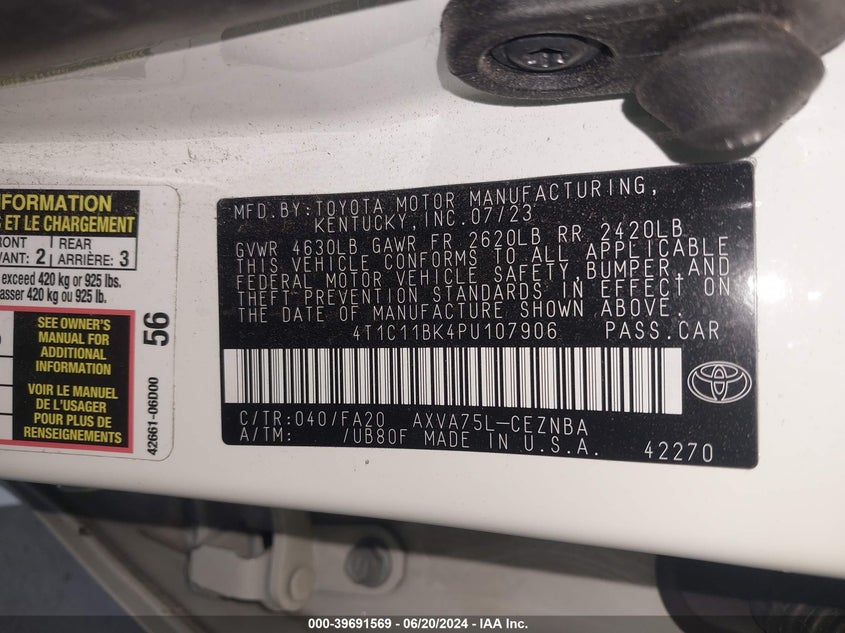 INFORMATION
S ET LE CHARGEMENT
FRONT
VANT: 2
REAR
ARRIÈRE: 3
exceed 420 kg or 925 lbs.
asser 420 kg ou 925 lb.
SEE OWNER'S
MANUAL FOR
ADDITIONAL
INFORMATION
VOIR LE MANUEL
DE L'USAGER
POUR PLUS DE
RENSEIGNEMENTS
56
42661-06D00
MFD.BY:TOYOTA MOTOR MANUFACTURING,
KENTUCKY,INC.07/23
GVWR 4630LB GAWR FR 2620LB RR 2420LB
THIS VEHICLE CONFORMS TO ALL APPLICABLE
FEDERAL MOTOR VEHICLE SAFETY,BUMPER,AND
THEFT PREVENTION STANDARDS IN EFFECT ON
THE DATE OF MANUFACTURE SHOWN ABOVE.
4T1C11BK4PU107906 PASS.CAR
C/TR:040/FA20 AXVA75L-CEZNBA
A/TM: /UB80F MADE IN U.S.A. 42270
000-39691569 - 06/20/2024 - IAA Inc.